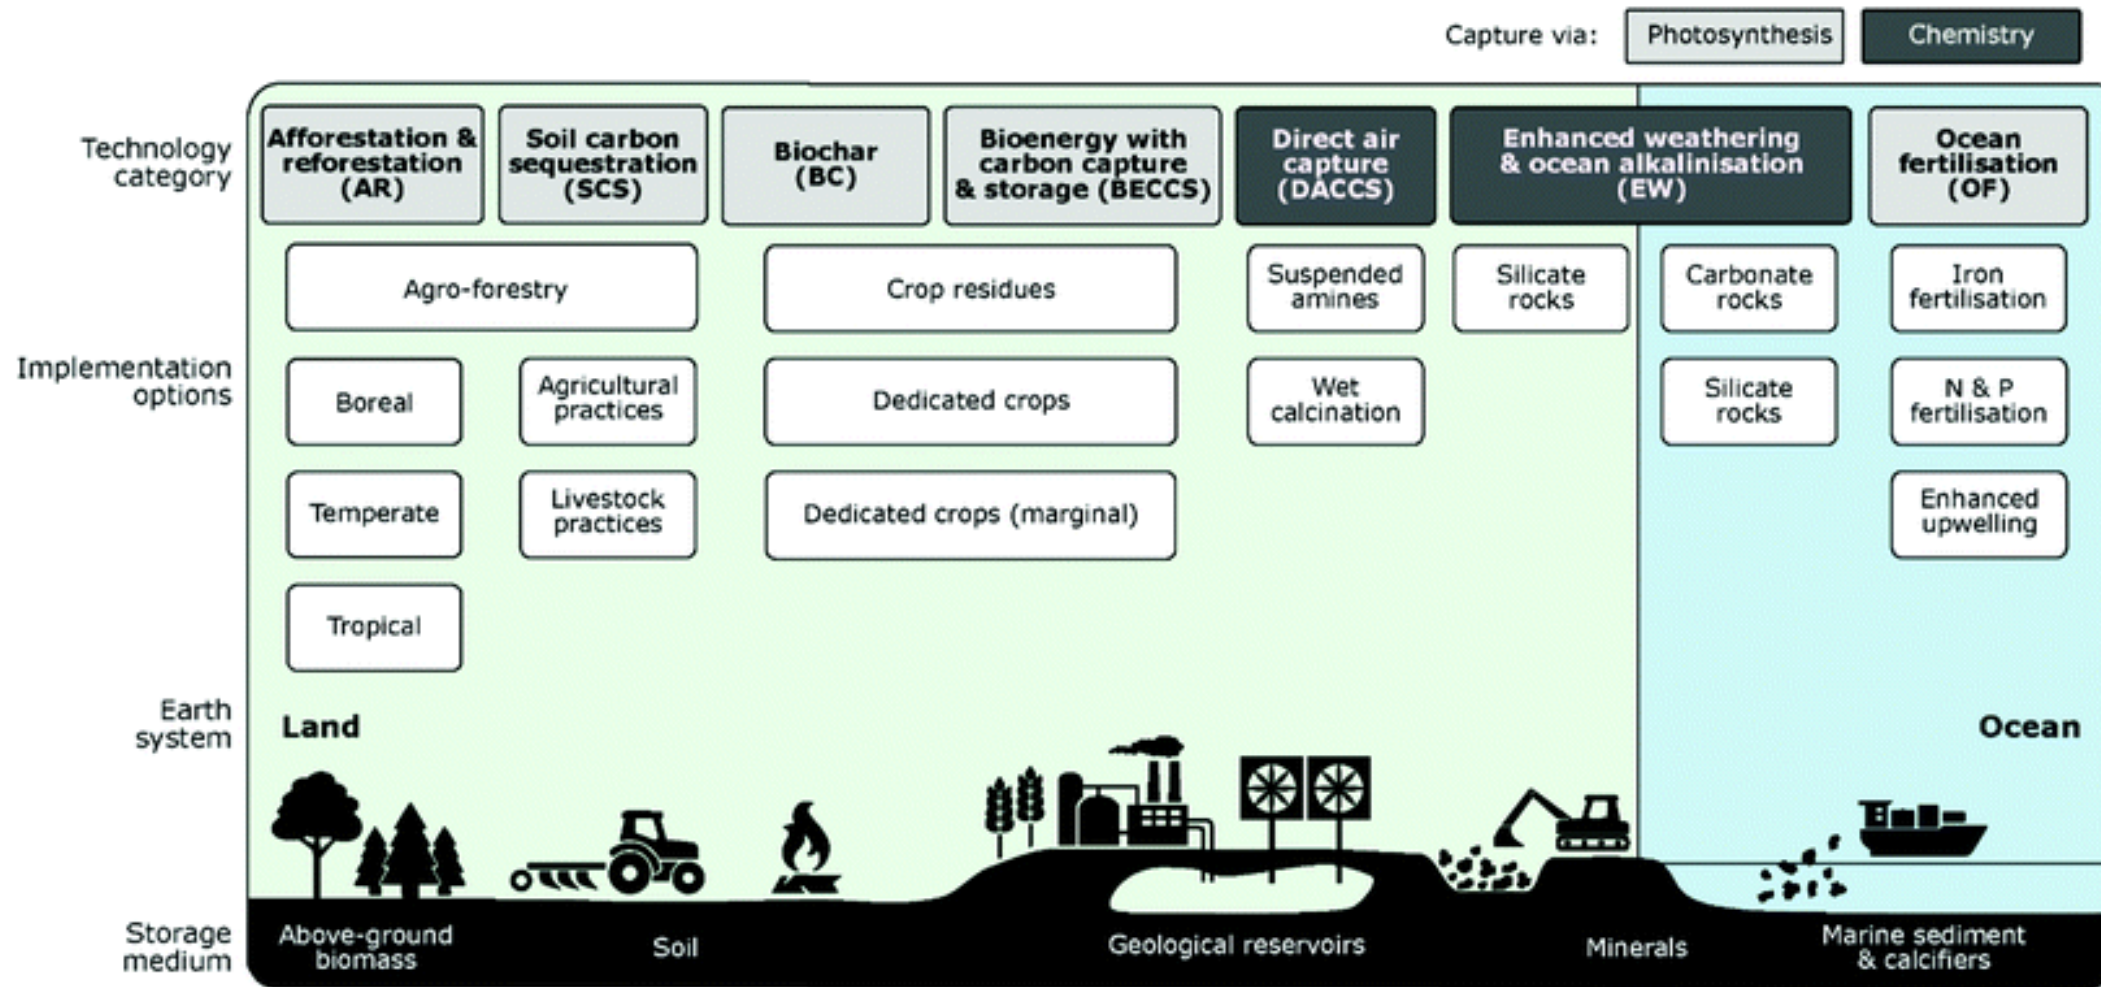 Capture via:
Photosynthesis
Chemistry
Technology
category
Afforestation &
reforestation
(AR)
Soil carbon
sequestration
(SCS)
Biochar
(BC)
Bioenergy with
carbon capture
& storage (BECCS)
Direct air
capture
(DACCS)
Enhanced weathering
& ocean alkalinisation
(EW)
Ocean
fertilisation
(OF)
Implementation
options
Agro-forestry
Crop residues
Suspended
amines
Silicate
rocks
Carbonate
rocks
Iron
fertilisation
Boreal
Agricultural
practices
Dedicated crops
Wet
calcination
Silicate
rocks
N & P
fertilisation
Temperate
Livestock
practices
Dedicated crops (marginal)
Enhanced
upwelling
Tropical
Earth
system
Land
Ocean
Storage
medium
Above-ground
biomass
Soil
Geological reservoirs
Minerals
Marine sediment
& calcifiers